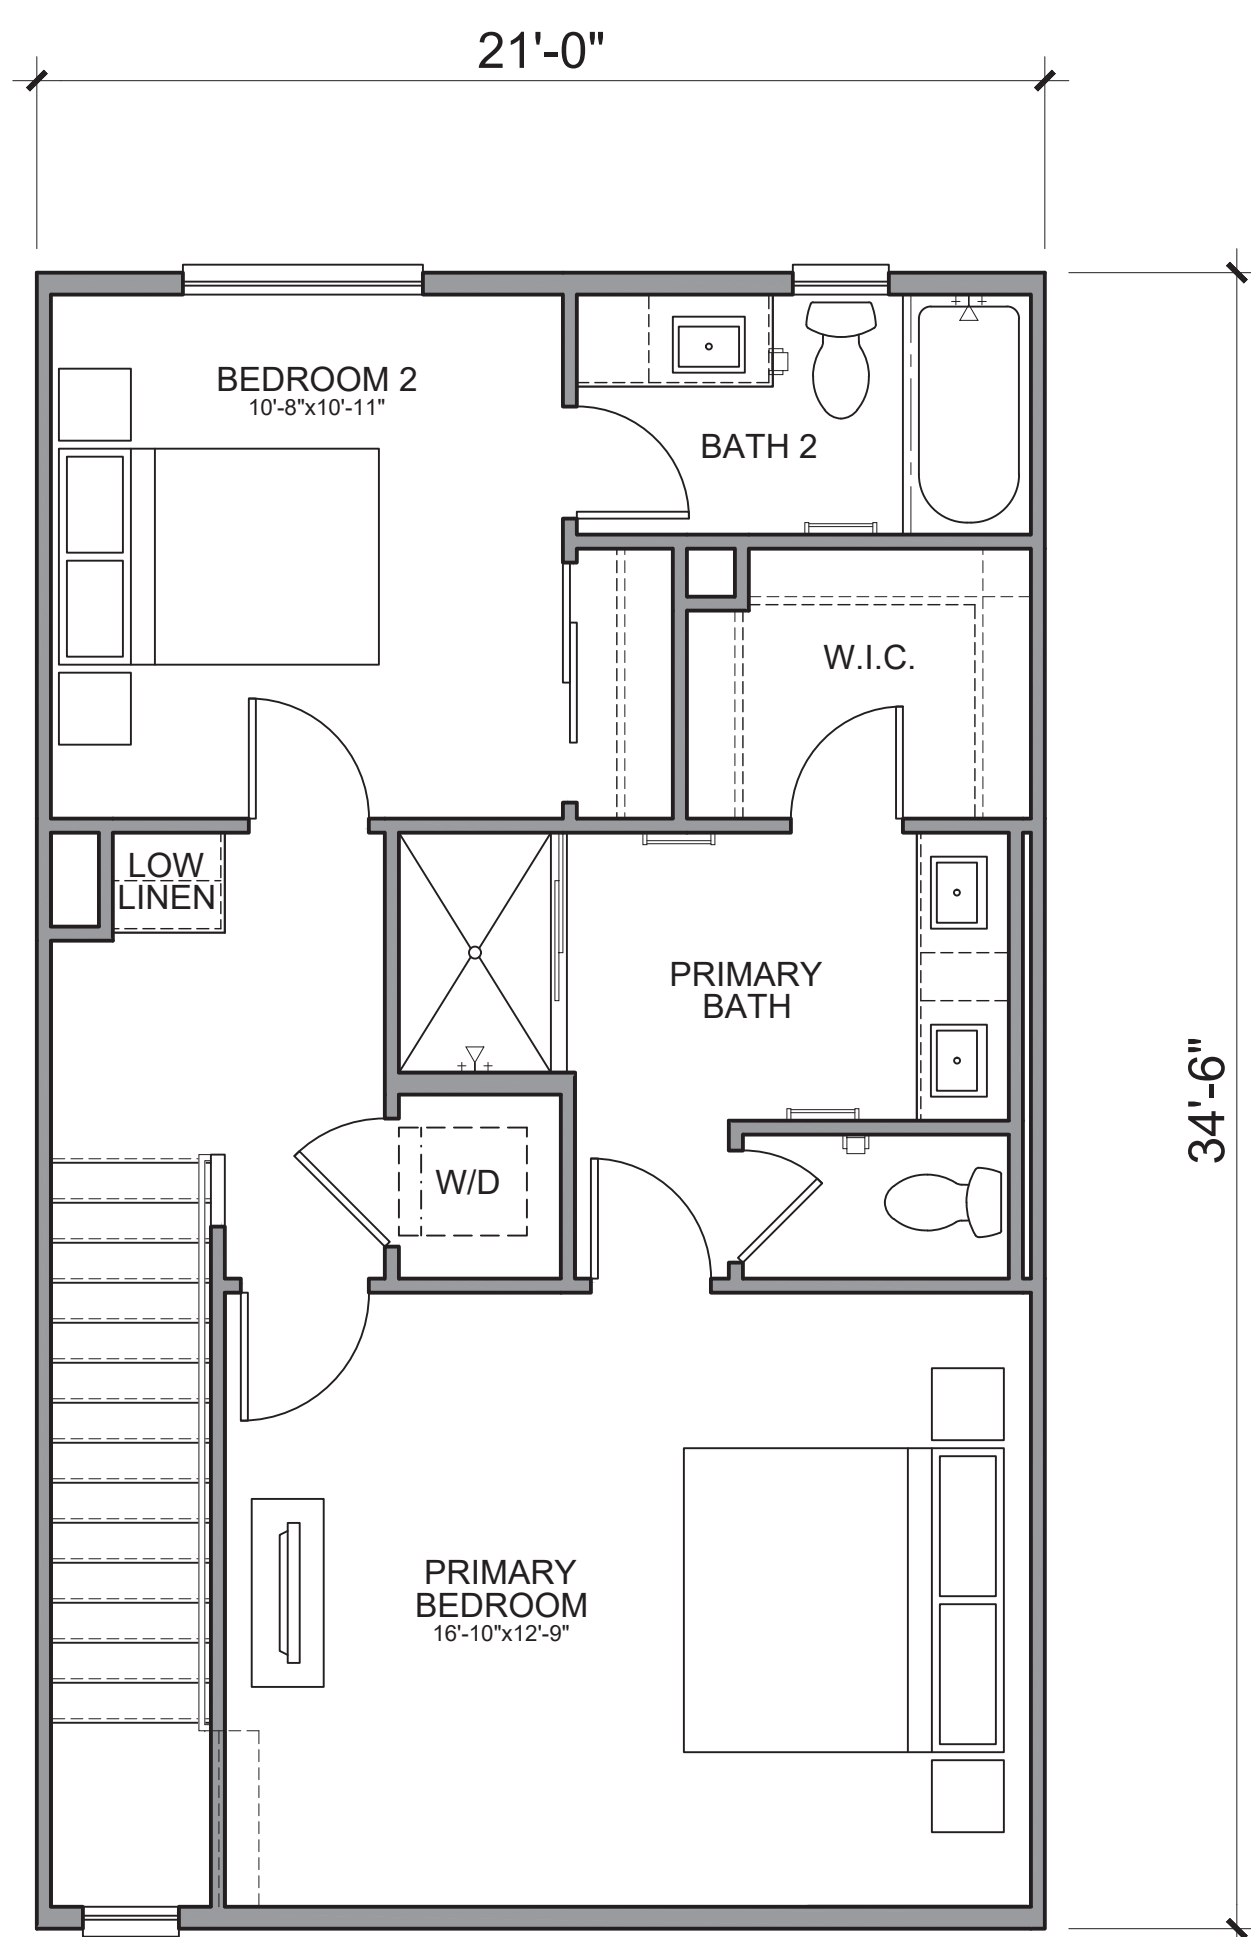 21'-0"
BEDROOM 2
10'-8"x10'-11"
BATH 2
W.I.C.
LOW
LINEN
PRIMARY
BATH
34'-6"
W/D
PRIMARY
BEDROOM
16'-10"x12'-9"